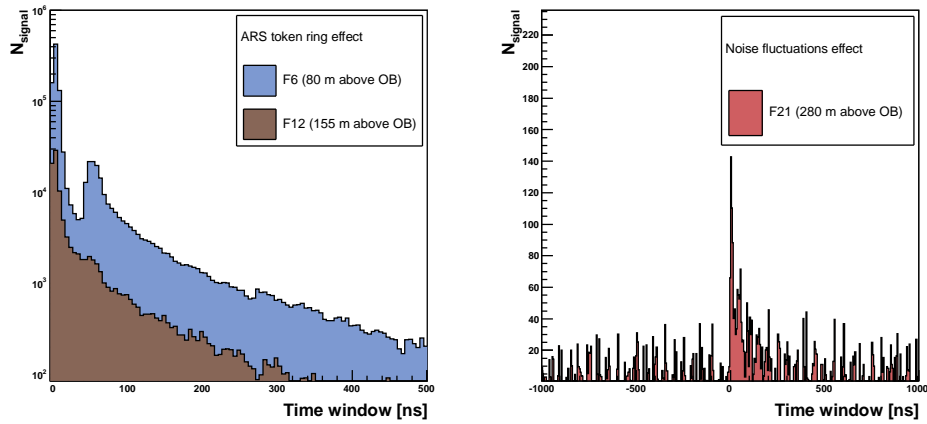 N_signal
10^6
10^5
10^4
10^3
10^2
ARS token ring effect
F6 (80 m above OB)
F12 (155 m above OB)
0 100 200 300 400 500
Time window [ns]
N_signal
220
200
180
160
140
120
100
80
60
40
20
Noise fluctuations effect
F21 (280 m above OB)
-1000 -500 0 500 1000
Time window [ns]